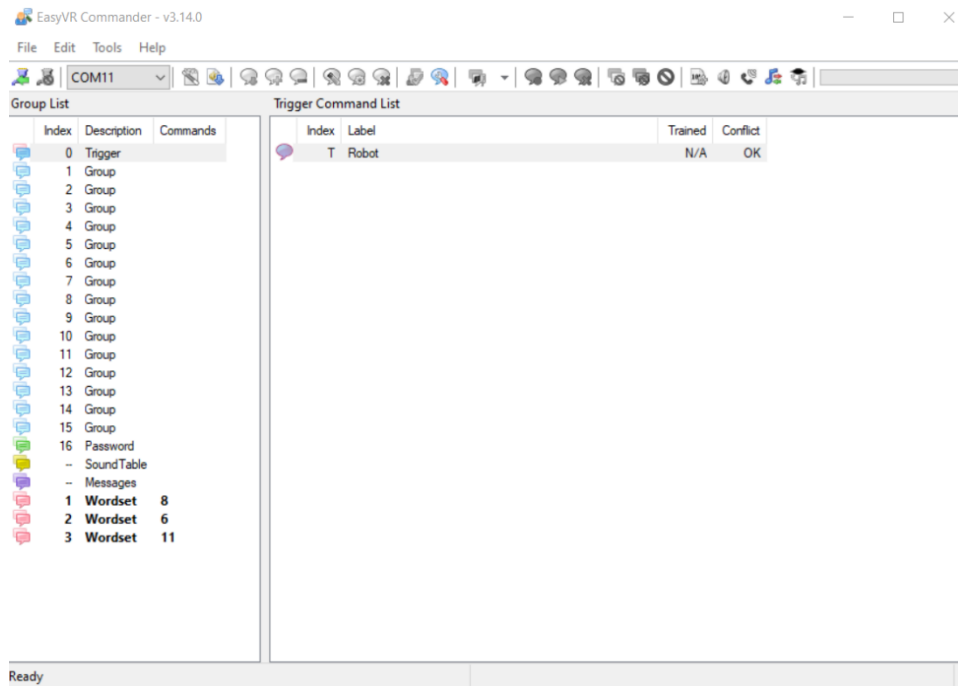 EasyVR Commander - v3.14.0
File Edit Tools Help
COM11
Group List
Trigger Command List
Index Description Commands
Index Label Trained Conflict
0 Trigger
T Robot N/A OK
1 Group
2 Group
3 Group
4 Group
5 Group
6 Group
7 Group
8 Group
9 Group
10 Group
11 Group
12 Group
13 Group
14 Group
15 Group
16 Password
-- SoundTable
-- Messages
1 Wordset 8
2 Wordset 6
3 Wordset 11
Ready